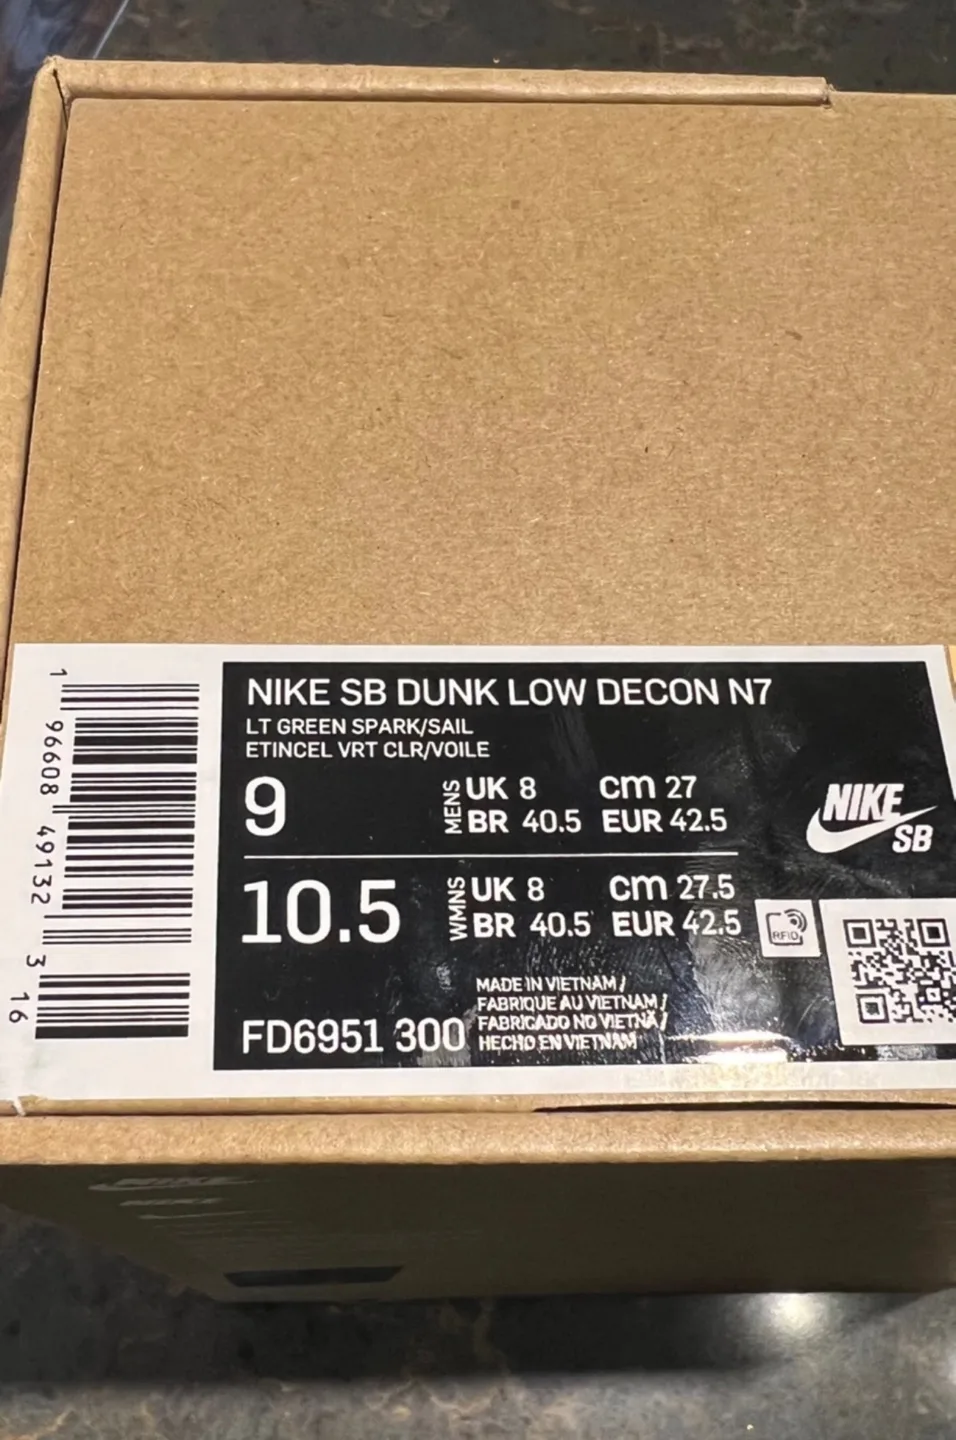 NIKE SB DUNK LOW DECON N7
LT GREEN SPARK/SAIL
ETINCEL VRT CLR/VOILE
9 MENS UK 8 cm 27
BR 40.5 EUR 42.5
NIKE
SB
10.5 WMNS UK 8 cm 27.5
BR 40.5 EUR 42.5
RFID
MADE IN VIETNAM /
FABRIQUE AU VIETNAM /
FABRICADO NO VIETNÃ /
HECHO EN VIETNAM
FD6951 300
1 96608 49132 3 16
NIKE